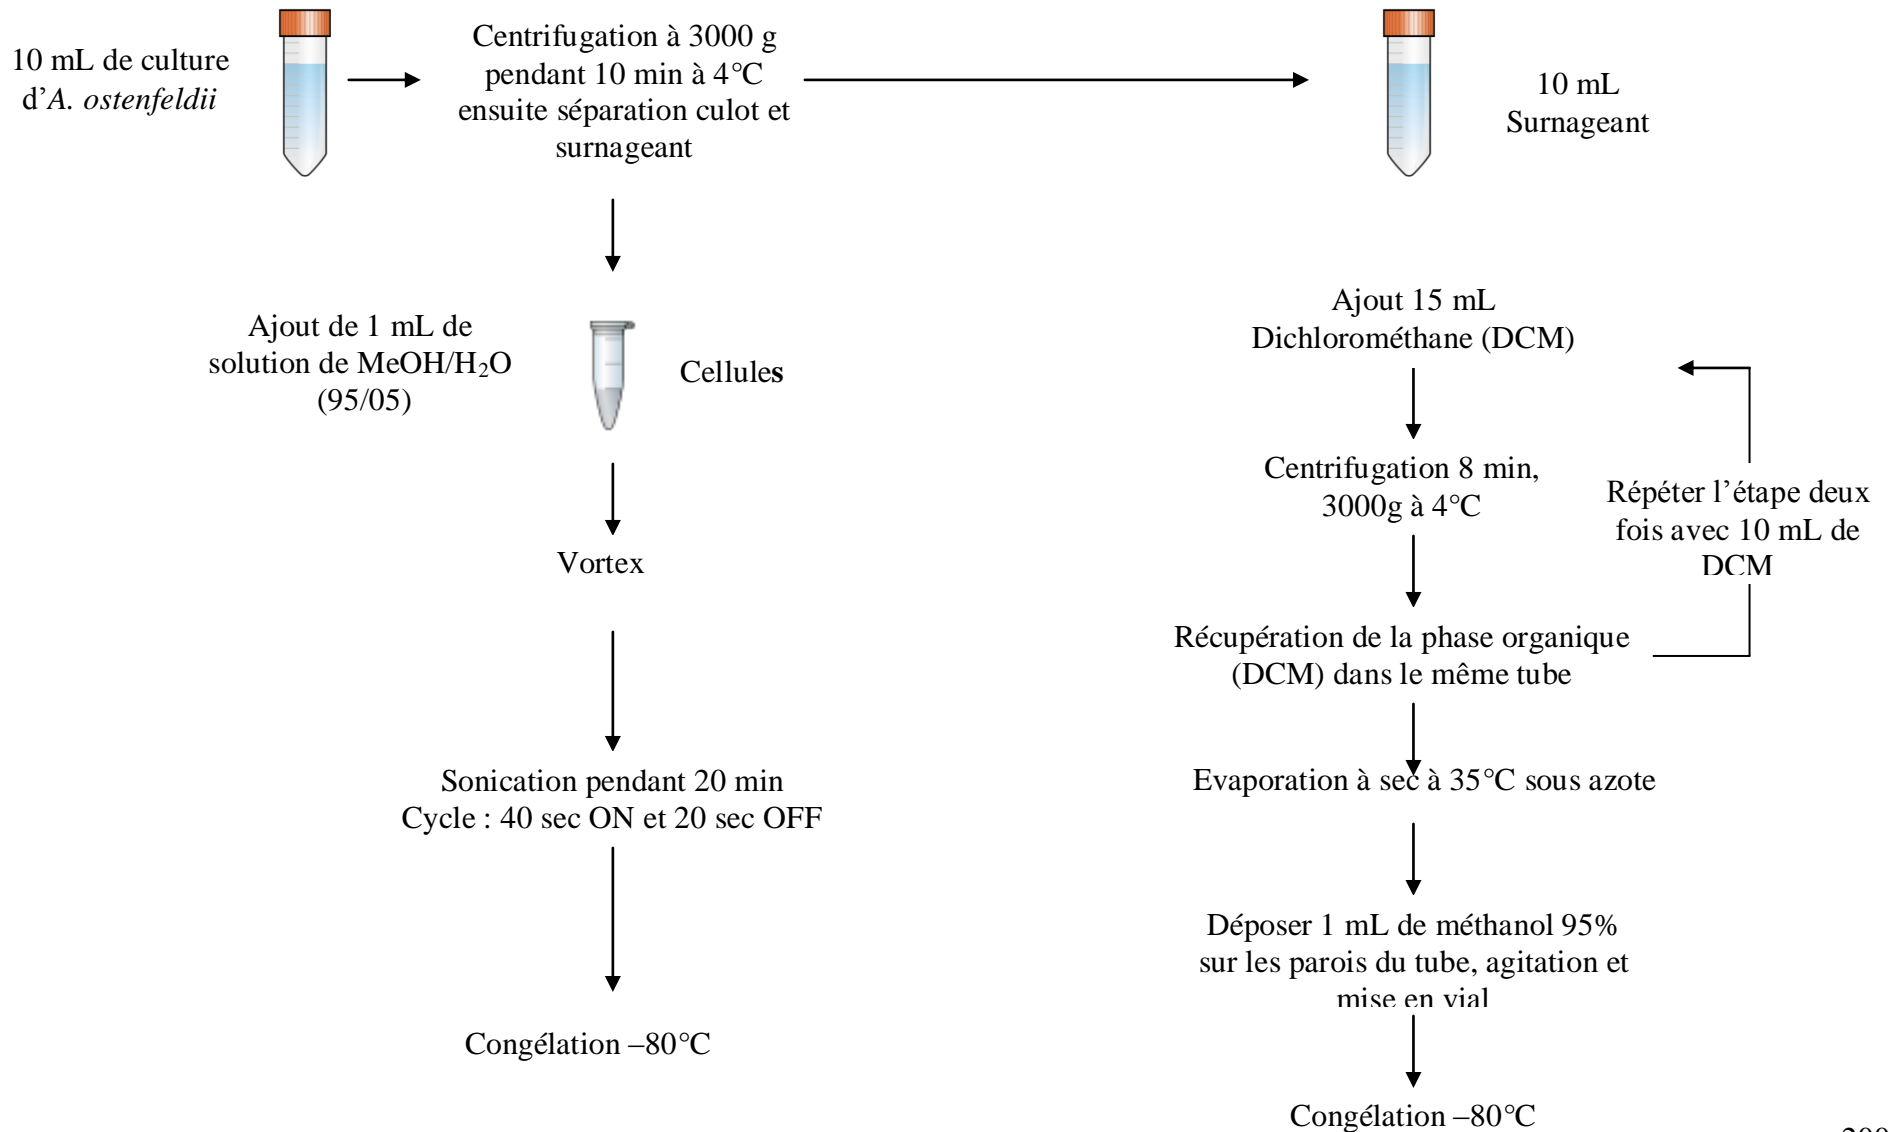 10 mL de culture
d’A. ostenfeldii
Centrifugation à 3000 g
pendant 10 min à 4°C
ensuite séparation culot et
surnageant
10 mL
Surnageant
Ajout de 1 mL de
solution de MeOH/H₂O
(95/05)
Cellules
Vortex
Sonication pendant 20 min
Cycle : 40 sec ON et 20 sec OFF
Congélation –80°C
Ajout 15 mL
Dichlorométhane (DCM)
Centrifugation 8 min,
3000g à 4°C
Répéter l’étape deux
fois avec 10 mL de
DCM
Récupération de la phase organique
(DCM) dans le même tube
Evaporation à sec à 35°C sous azote
Déposer 1 mL de méthanol 95%
sur les parois du tube, agitation et
mise en vial
Congélation –80°C